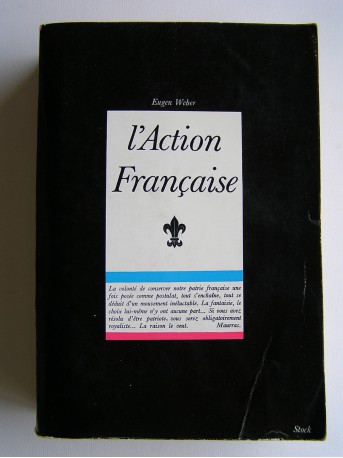 Eugen Weber
l'Action
Française
La volonté de conserver notre patrie française une
fois posée comme postulat, tout s'enchaîne, tout se
déduit d'un mouvement inéluctable. La fantaisie, le
choix lui-même n'y ont aucune part... Si vous avez
résolu d'être patriote, vous serez obligatoirement
royaliste... La raison le veut. Maurras.
Stock